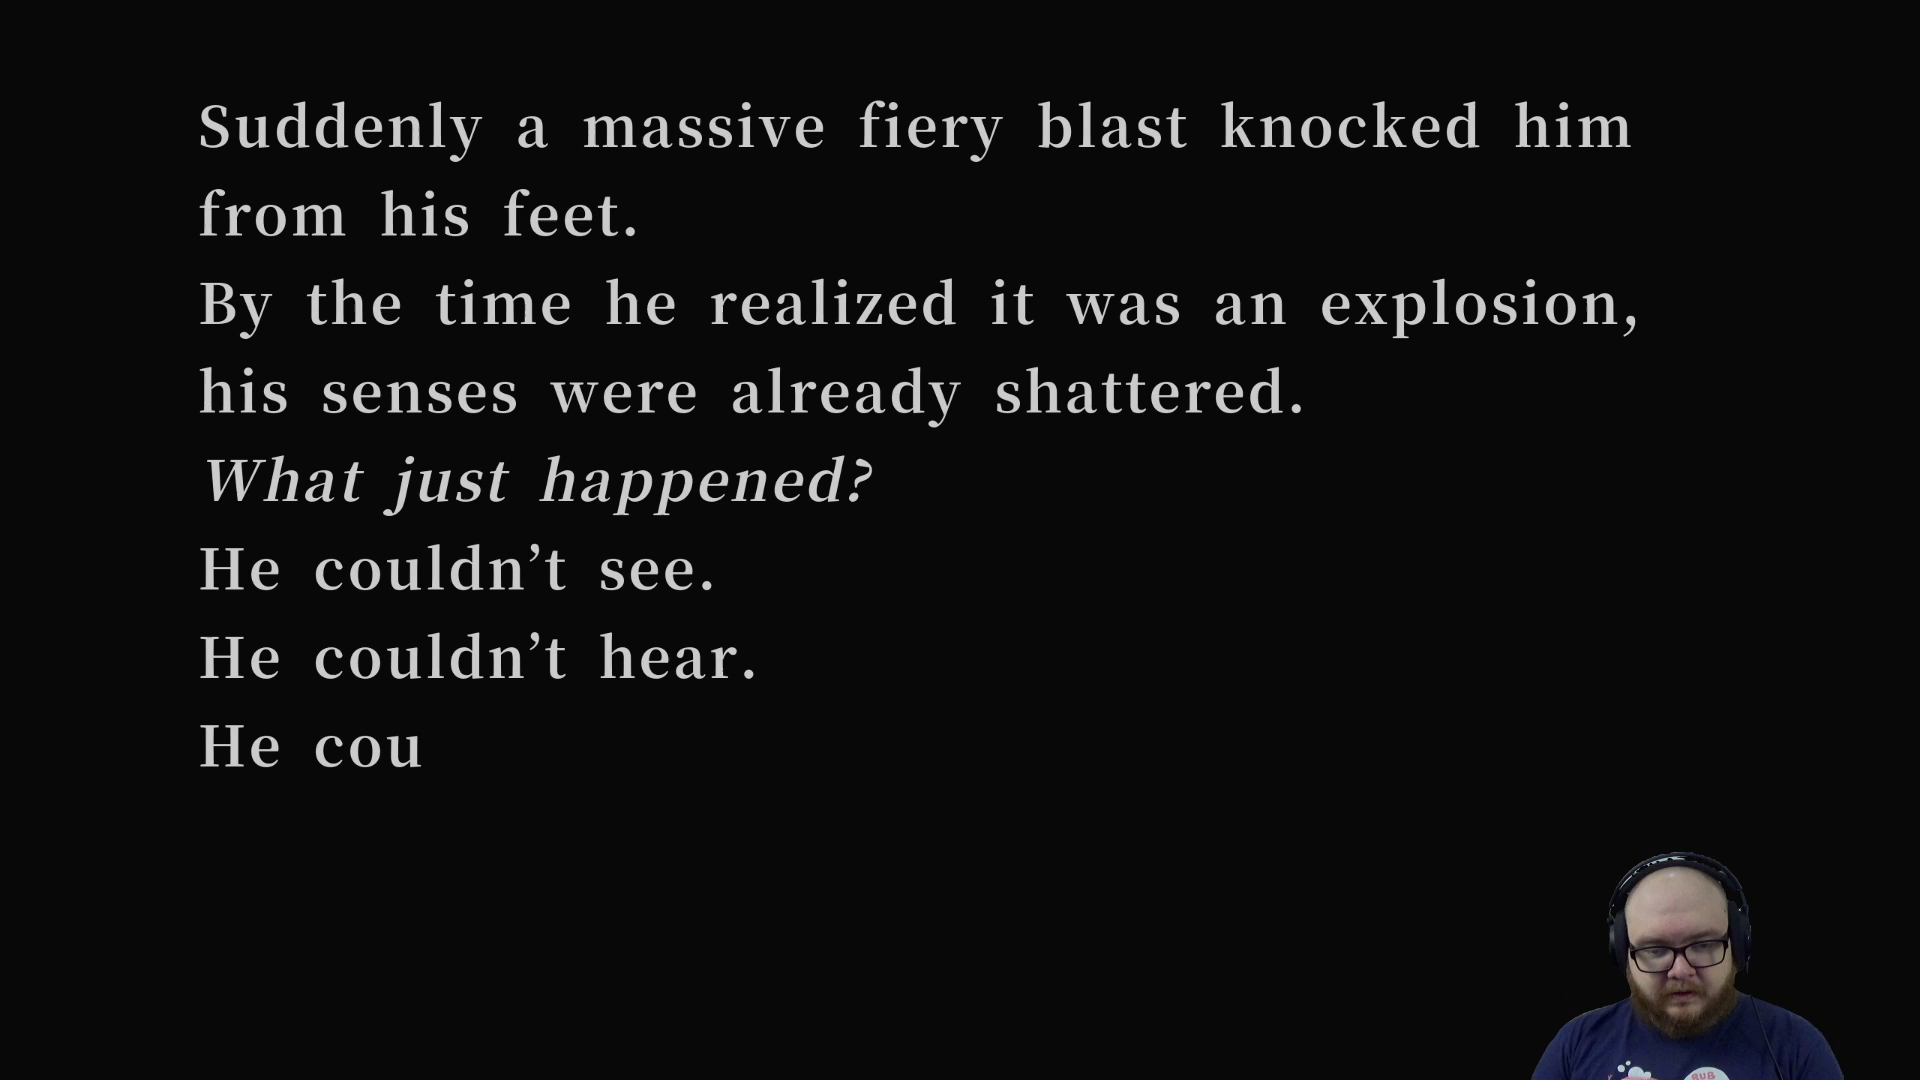 Suddenly a massive fiery blast knocked him
from his feet.
By the time he realized it was an explosion,
his senses were already shattered.
What just happened?
He couldn’t see.
He couldn’t hear.
He cou
RUB